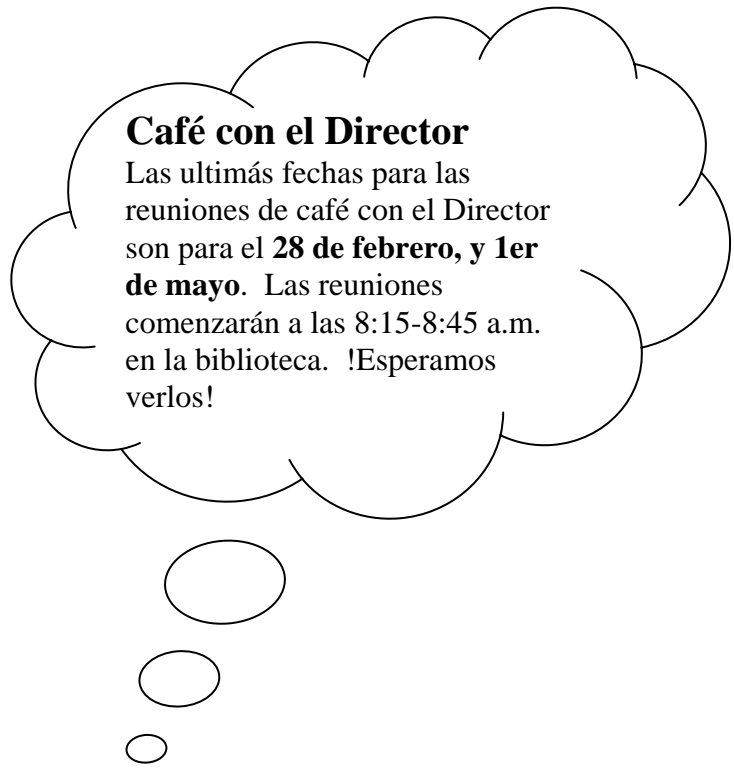 Café con el Director
Las ultimás fechas para las
reuniones de café con el Director
son para el 28 de febrero, y 1er
de mayo.  Las reuniones
comenzarán a las 8:15-8:45 a.m.
en la biblioteca.  !Esperamos
verlos!